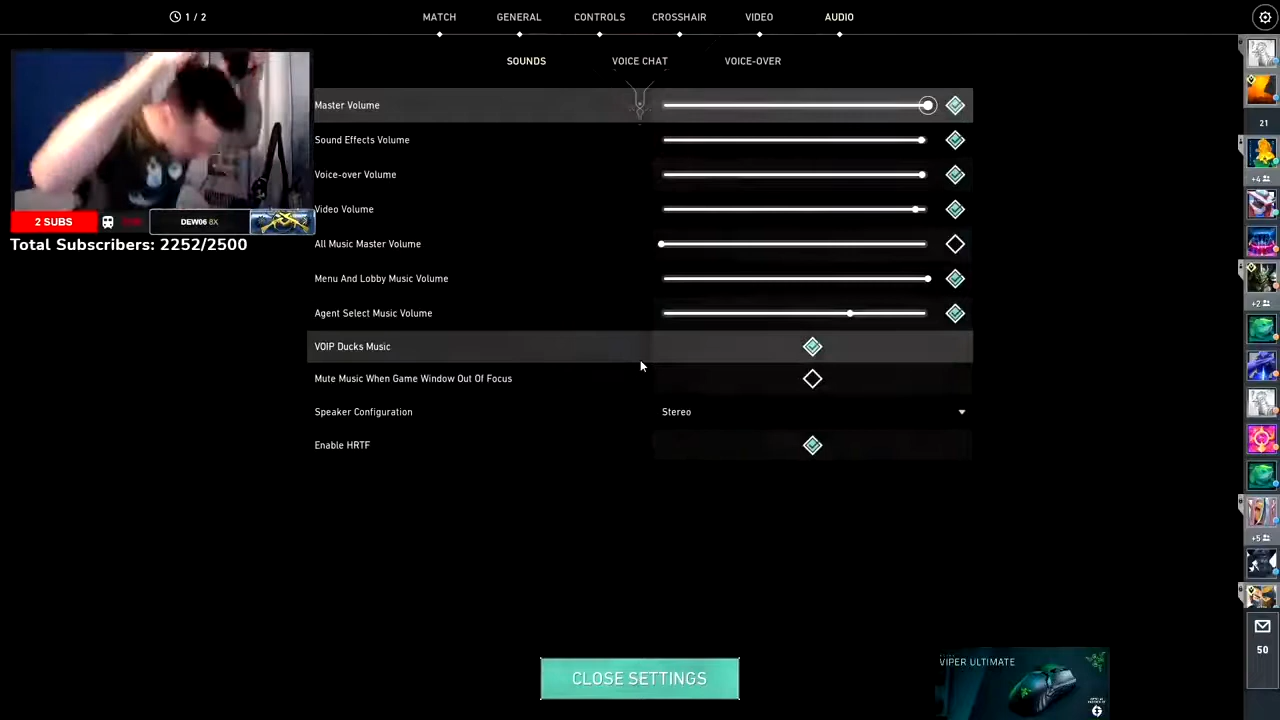 1 / 2
MATCH
GENERAL
CONTROLS
CROSSHAIR
VIDEO
AUDIO
SOUNDS
VOICE CHAT
VOICE-OVER
Master Volume
Sound Effects Volume
Voice-over Volume
Video Volume
All Music Master Volume
Menu And Lobby Music Volume
Agent Select Music Volume
VOIP Ducks Music
Mute Music When Game Window Out Of Focus
Speaker Configuration
Stereo
Enable HRTF
CLOSE SETTINGS
2 SUBS
DEW06 8X
Total Subscribers: 2252/2500
21
+4
+2
+5
50
VIPER ULTIMATE